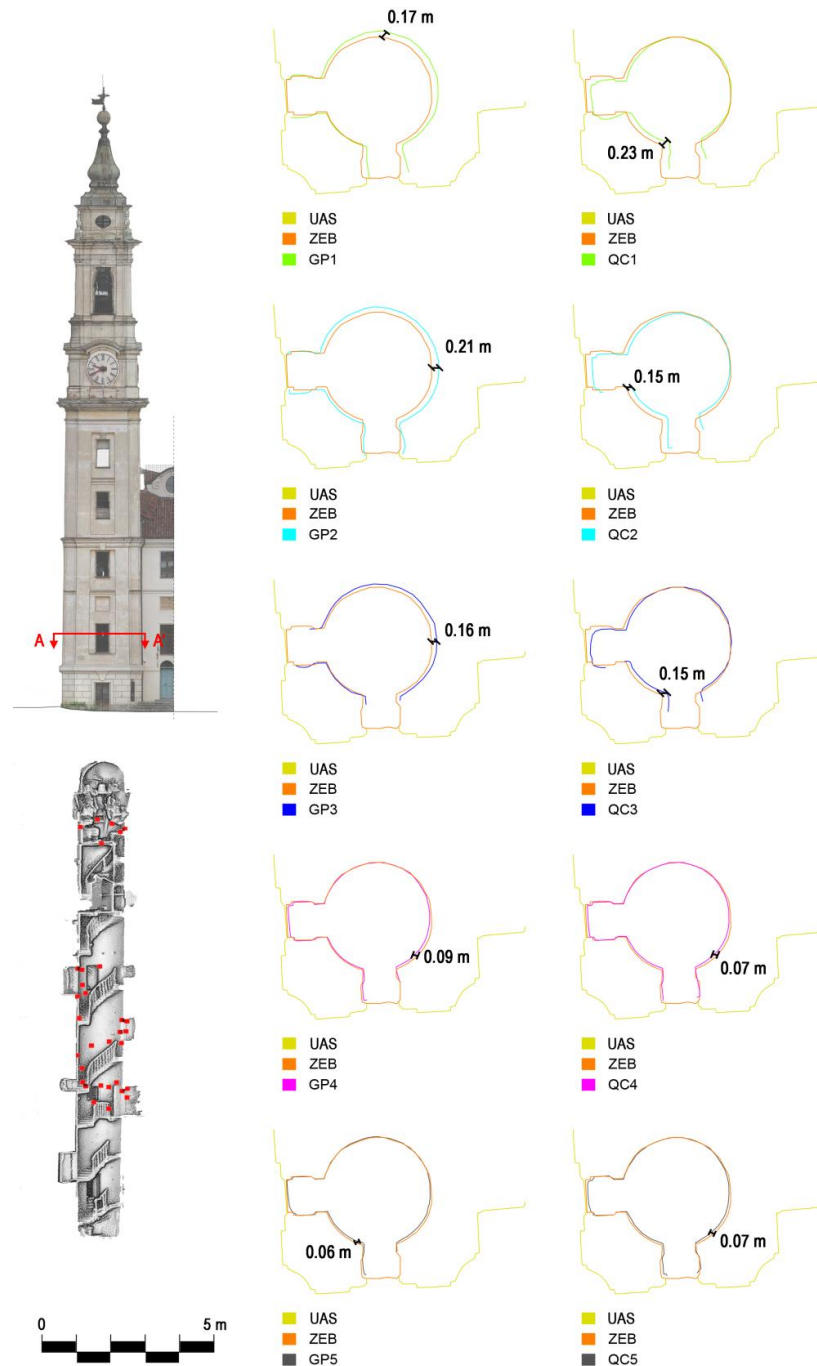 0.17 m
UAS
ZEB
GP1
0.23 m
UAS
ZEB
QC1
A
A'
0.21 m
UAS
ZEB
GP2
0.15 m
UAS
ZEB
QC2
0.16 m
UAS
ZEB
GP3
0.15 m
UAS
ZEB
QC3
0.09 m
UAS
ZEB
GP4
0.07 m
UAS
ZEB
QC4
0.06 m
UAS
ZEB
GP5
0.07 m
UAS
ZEB
QC5
0 5 m